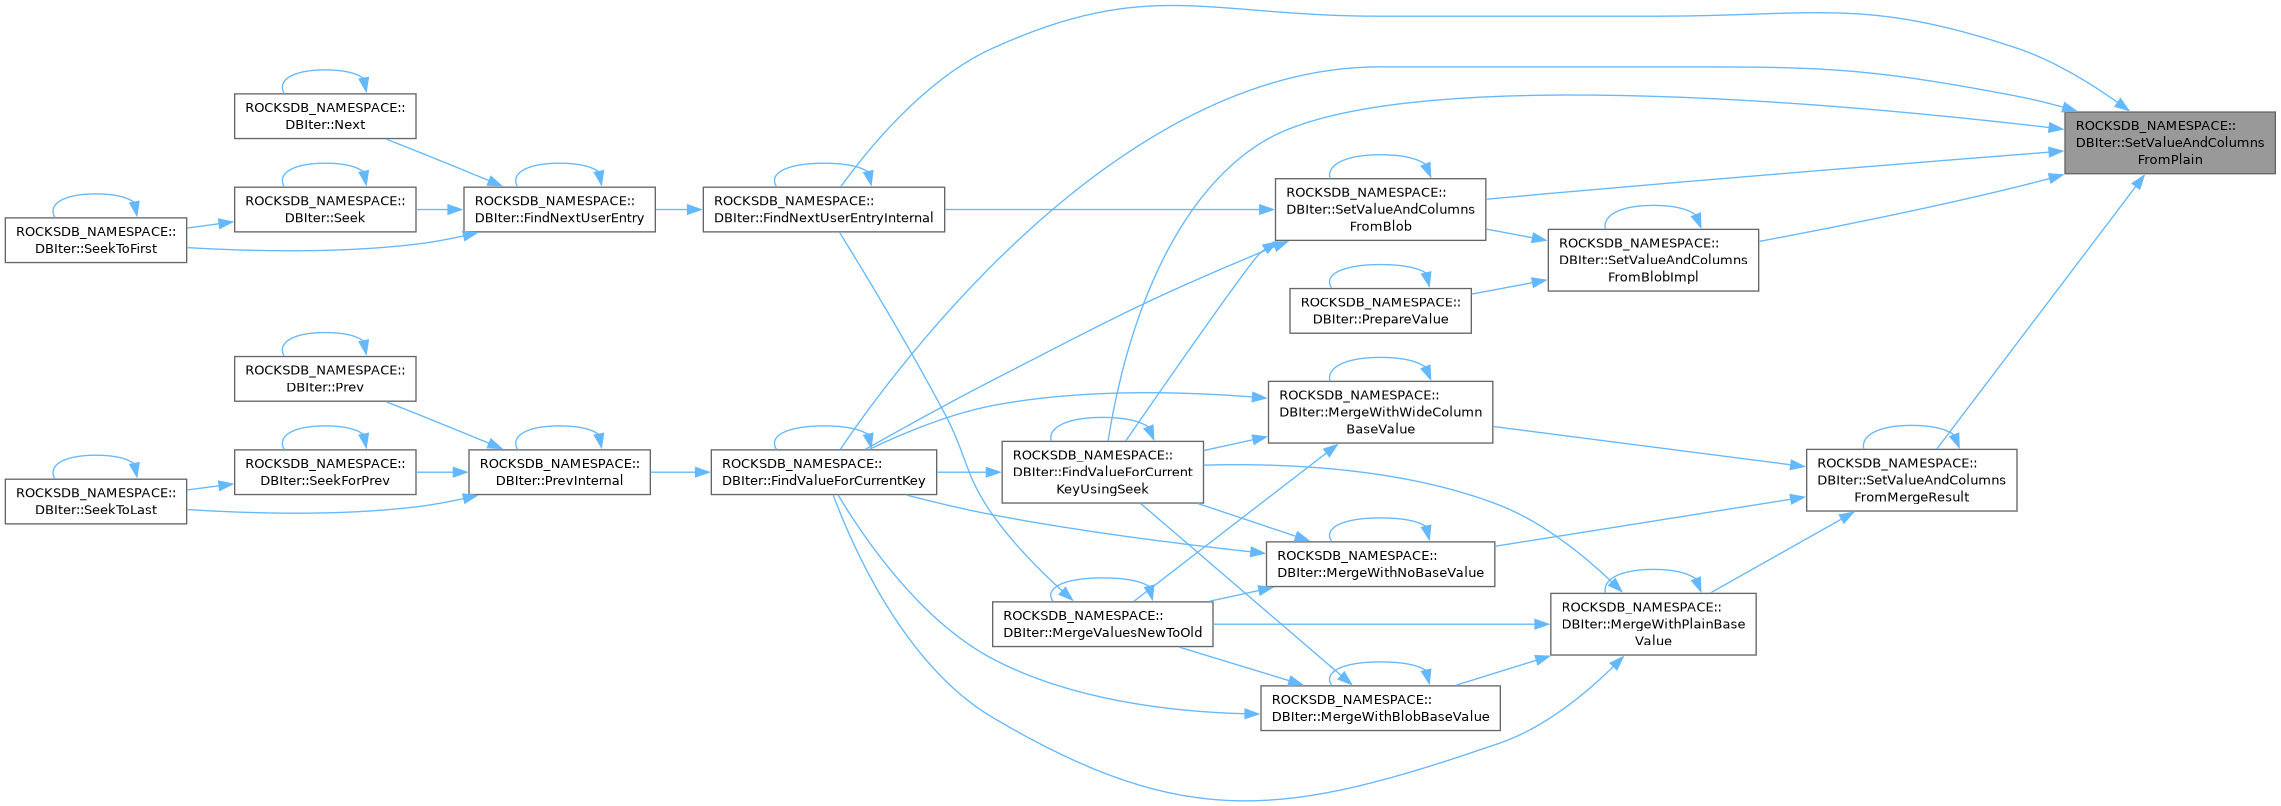 ROCKSDB_NAMESPACE::
DBIter::SetValueAndColumns
FromPlain
ROCKSDB_NAMESPACE::
DBIter::Next
ROCKSDB_NAMESPACE::
DBIter::Seek
ROCKSDB_NAMESPACE::
DBIter::SeekToFirst
ROCKSDB_NAMESPACE::
DBIter::FindNextUserEntry
ROCKSDB_NAMESPACE::
DBIter::FindNextUserEntryInternal
ROCKSDB_NAMESPACE::
DBIter::SetValueAndColumns
FromBlob
ROCKSDB_NAMESPACE::
DBIter::SetValueAndColumns
FromBlobImpl
ROCKSDB_NAMESPACE::
DBIter::PrepareValue
ROCKSDB_NAMESPACE::
DBIter::Prev
ROCKSDB_NAMESPACE::
DBIter::SeekForPrev
ROCKSDB_NAMESPACE::
DBIter::SeekToLast
ROCKSDB_NAMESPACE::
DBIter::PrevInternal
ROCKSDB_NAMESPACE::
DBIter::FindValueForCurrentKey
ROCKSDB_NAMESPACE::
DBIter::FindValueForCurrent
KeyUsingSeek
ROCKSDB_NAMESPACE::
DBIter::MergeWithWideColumn
BaseValue
ROCKSDB_NAMESPACE::
DBIter::SetValueAndColumns
FromMergeResult
ROCKSDB_NAMESPACE::
DBIter::MergeWithNoBaseValue
ROCKSDB_NAMESPACE::
DBIter::MergeValuesNewToOld
ROCKSDB_NAMESPACE::
DBIter::MergeWithPlainBase
Value
ROCKSDB_NAMESPACE::
DBIter::MergeWithBlobBaseValue